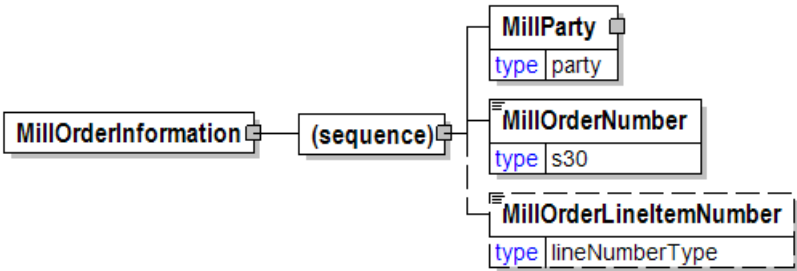 MillParty
type party
MillOrderInformation
(sequence)
MillOrderNumber
type s30
MillOrderLineItemNumber
type lineNumberType